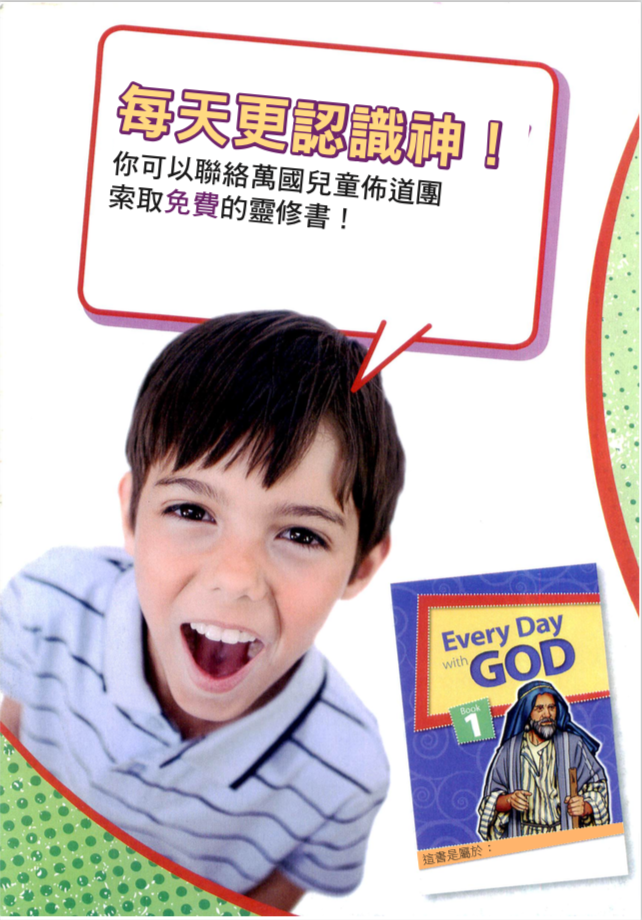 每天更認識神！
你可以聯絡萬國兒童佈道團
索取免費的靈修書！
Every Day
with GOD
Book
1
這書是屬於：